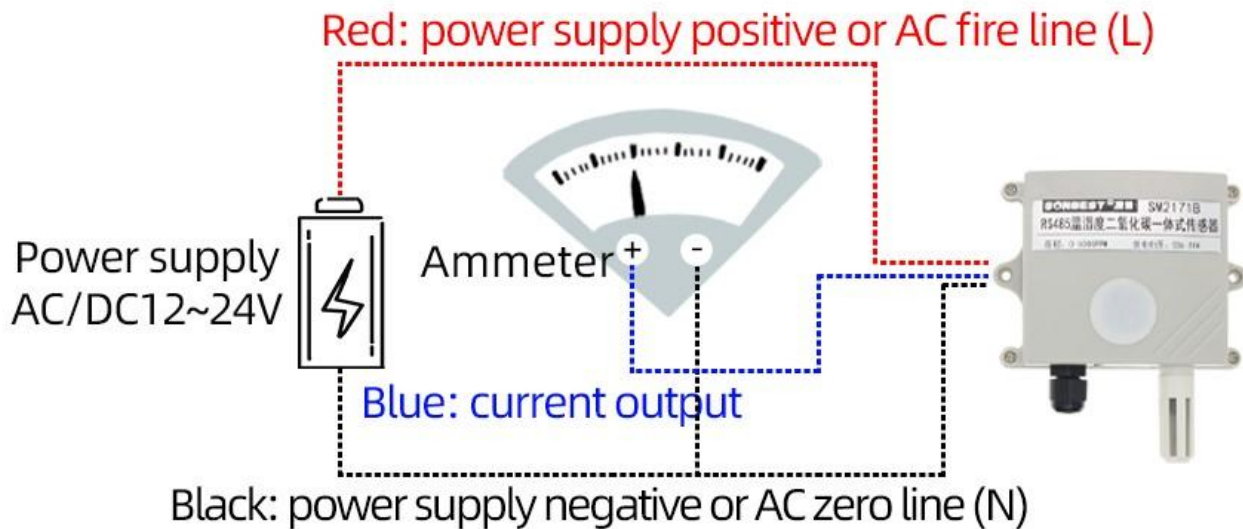 Red: power supply positive or AC fire line (L)
SONBEST
SM2171B
RS485温湿度二氧化碳一体式传感器
Power supply
AC/DC12~24V
Ammeter
+ -
Blue: current output
Black: power supply negative or AC zero line (N)